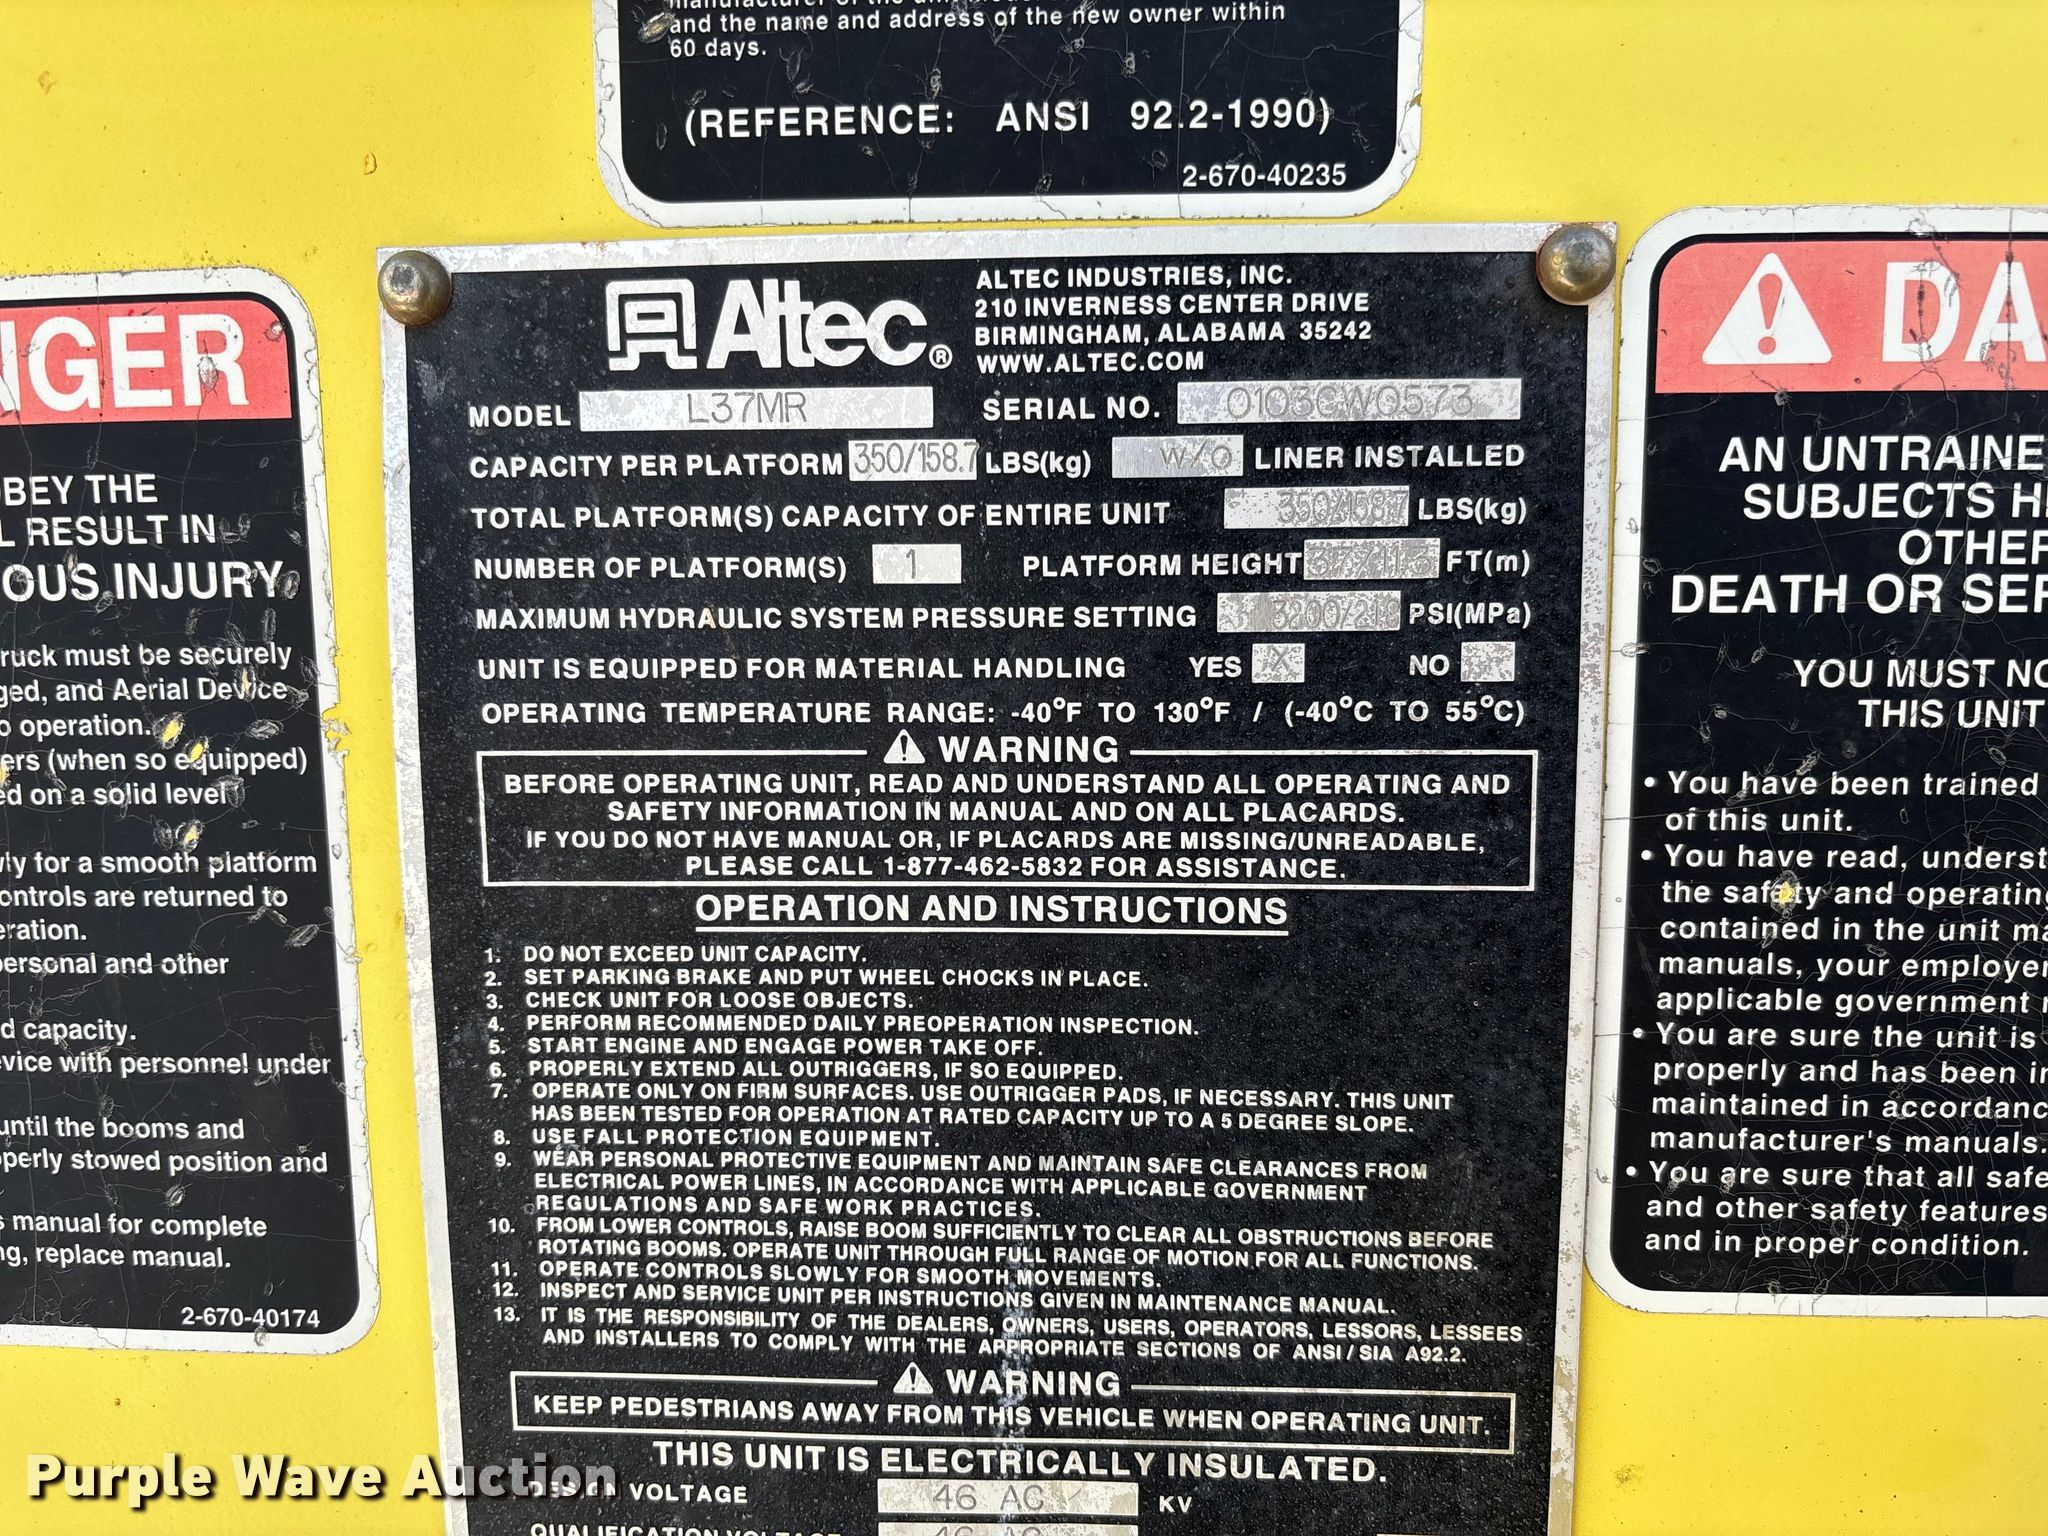 and the name and address of the new owner within
60 days.
(REFERENCE: ANSI 92.2-1990)
2-670-40235
NGER
OBEY THE
RESULT IN
INJURY
truck must be securely
and Aerial Device
operation.
(when so equipped)
on a solid level
for a smooth platform
controls are returned to
personal and other
capacity.
with personnel under
until the booms and
stowed position and
manual for complete
replace manual.
2-670-40174
Altec®
ALTEC INDUSTRIES, INC.
210 INVERNESS CENTER DRIVE
BIRMINGHAM, ALABAMA 35242
WWW.ALTEC.COM
MODEL L37MR SERIAL NO. 0103CW0573
CAPACITY PER PLATFORM 350/158.7 LBS(kg) W/O LINER INSTALLED
TOTAL PLATFORM(S) CAPACITY OF ENTIRE UNIT 350/158.7 LBS(kg)
NUMBER OF PLATFORM(S) 1 PLATFORM HEIGHT 37/11.3 FT(m)
MAXIMUM HYDRAULIC SYSTEM PRESSURE SETTING PSI(MPa)
UNIT IS EQUIPPED FOR MATERIAL HANDLING YES X NO
OPERATING TEMPERATURE RANGE: -40°F TO 130°F / (-40°C TO 55°C)
WARNING
BEFORE OPERATING UNIT, READ AND UNDERSTAND ALL OPERATING AND
SAFETY INFORMATION IN MANUAL AND ON ALL PLACARDS.
IF YOU DO NOT HAVE MANUAL OR, IF PLACARDS ARE MISSING/UNREADABLE,
PLEASE CALL 1-877-462-5832 FOR ASSISTANCE.
OPERATION AND INSTRUCTIONS
1. DO NOT EXCEED UNIT CAPACITY.
2. SET PARKING BRAKE AND PUT WHEEL CHOCKS IN PLACE.
3. CHECK UNIT FOR LOOSE OBJECTS.
4. PERFORM RECOMMENDED DAILY PREOPERATION INSPECTION.
5. START ENGINE AND ENGAGE POWER TAKE OFF.
6. PROPERLY EXTEND ALL OUTRIGGERS, IF SO EQUIPPED.
7. OPERATE ONLY ON FIRM SURFACES. USE OUTRIGGER PADS, IF NECESSARY. THIS UNIT
HAS BEEN TESTED FOR OPERATION AT RATED CAPACITY UP TO A 5 DEGREE SLOPE.
8. USE FALL PROTECTION EQUIPMENT.
9. WEAR PERSONAL PROTECTIVE EQUIPMENT AND MAINTAIN SAFE CLEARANCES FROM
ELECTRICAL POWER LINES, IN ACCORDANCE WITH APPLICABLE GOVERNMENT
REGULATIONS AND SAFE WORK PRACTICES.
10. FROM LOWER CONTROLS, RAISE BOOM SUFFICIENTLY TO CLEAR ALL OBSTRUCTIONS BEFORE
ROTATING BOOMS. OPERATE UNIT THROUGH FULL RANGE OF MOTION FOR ALL FUNCTIONS.
11. OPERATE CONTROLS SLOWLY FOR SMOOTH MOVEMENTS.
12. INSPECT AND SERVICE UNIT PER INSTRUCTIONS GIVEN IN MAINTENANCE MANUAL.
13. IT IS THE RESPONSIBILITY OF THE DEALERS, OWNERS, USERS, OPERATORS, LESSORS, LESSEES
AND INSTALLERS TO COMPLY WITH THE APPROPRIATE SECTIONS OF ANSI/SIA A92.2.
WARNING
KEEP PEDESTRIANS AWAY FROM THIS VEHICLE WHEN OPERATING UNIT.
THIS UNIT IS ELECTRICALLY INSULATED.
DESIGN VOLTAGE 46 AC KV
QUALIFICATION VOLTAGE 46 AC
DA
AN UNTRAINE
SUBJECTS
OTHER
DEATH OR SER
YOU MUST NO
THIS UNIT
• You have been trained
of this unit.
• You have read, underst
the safety and operating
contained in the unit ma
manuals, your employer
applicable government
• You are sure the unit is
properly and has been in
maintained in accordanc
manufacturer's manuals.
• You are sure that all safe
and other safety features
and in proper condition.
Purple Wave Auction